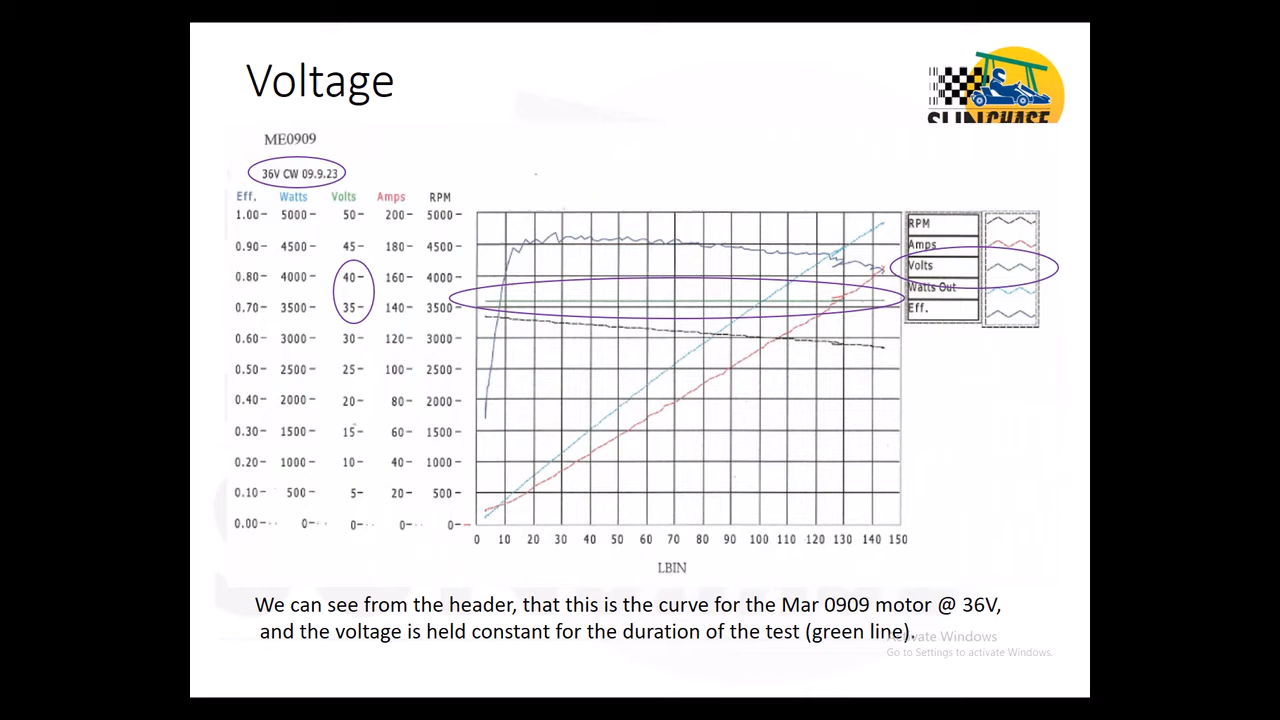 Voltage
SUNCHASE
ME0909
36V CW 09.9.23
Eff. Watts Volts Amps RPM
1.00 5000 50 200 5000
0.90 4500 45 180 4500
0.80 4000 40 160 4000
0.70 3500 35 140 3500
0.60 3000 30 120 3000
0.50 2500 25 100 2500
0.40 2000 20 80 2000
0.30 1500 15 60 1500
0.20 1000 10 40 1000
0.10 500 5 20 500
0.00 0 0 0 0
RPM
Amps
Volts
Watts Out
Eff.
0 10 20 30 40 50 60 70 80 90 100 110 120 130 140 150
LBIN
We can see from the header, that this is the curve for the Mar 0909 motor @ 36V,
and the voltage is held constant for the duration of the test (green line).
Activate Windows
Go to Settings to activate Windows.